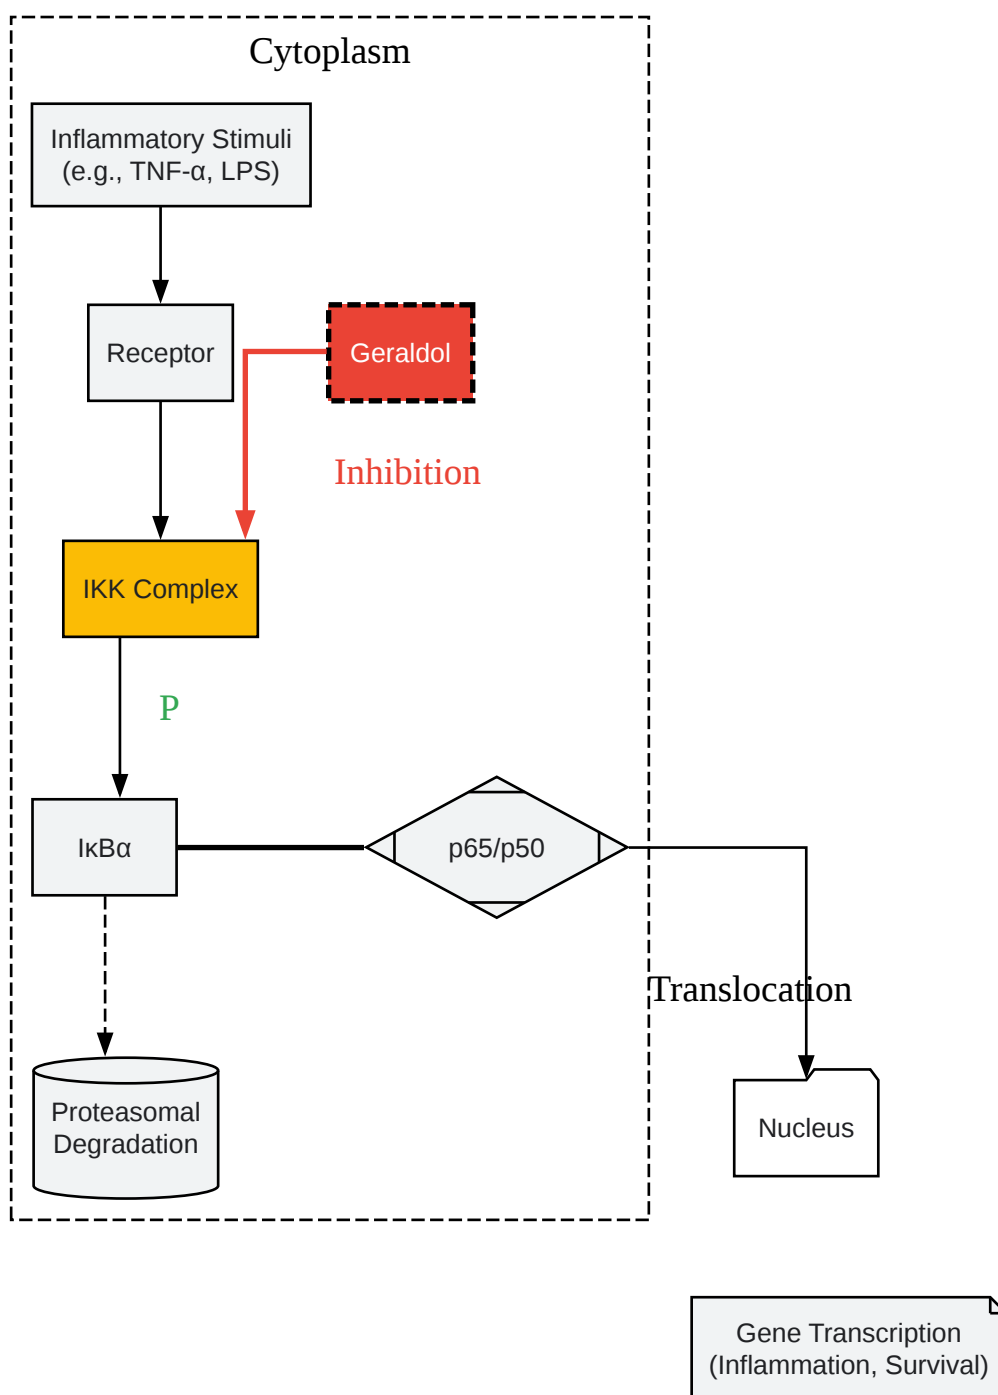 Cytoplasm
Inflammatory Stimuli
(e.g., TNF-α, LPS)
Receptor
Geraldol
Inhibition
IKK Complex
P
IκBα
p65/p50
Translocation
Proteasomal
Degradation
Nucleus
Gene Transcription
(Inflammation, Survival)